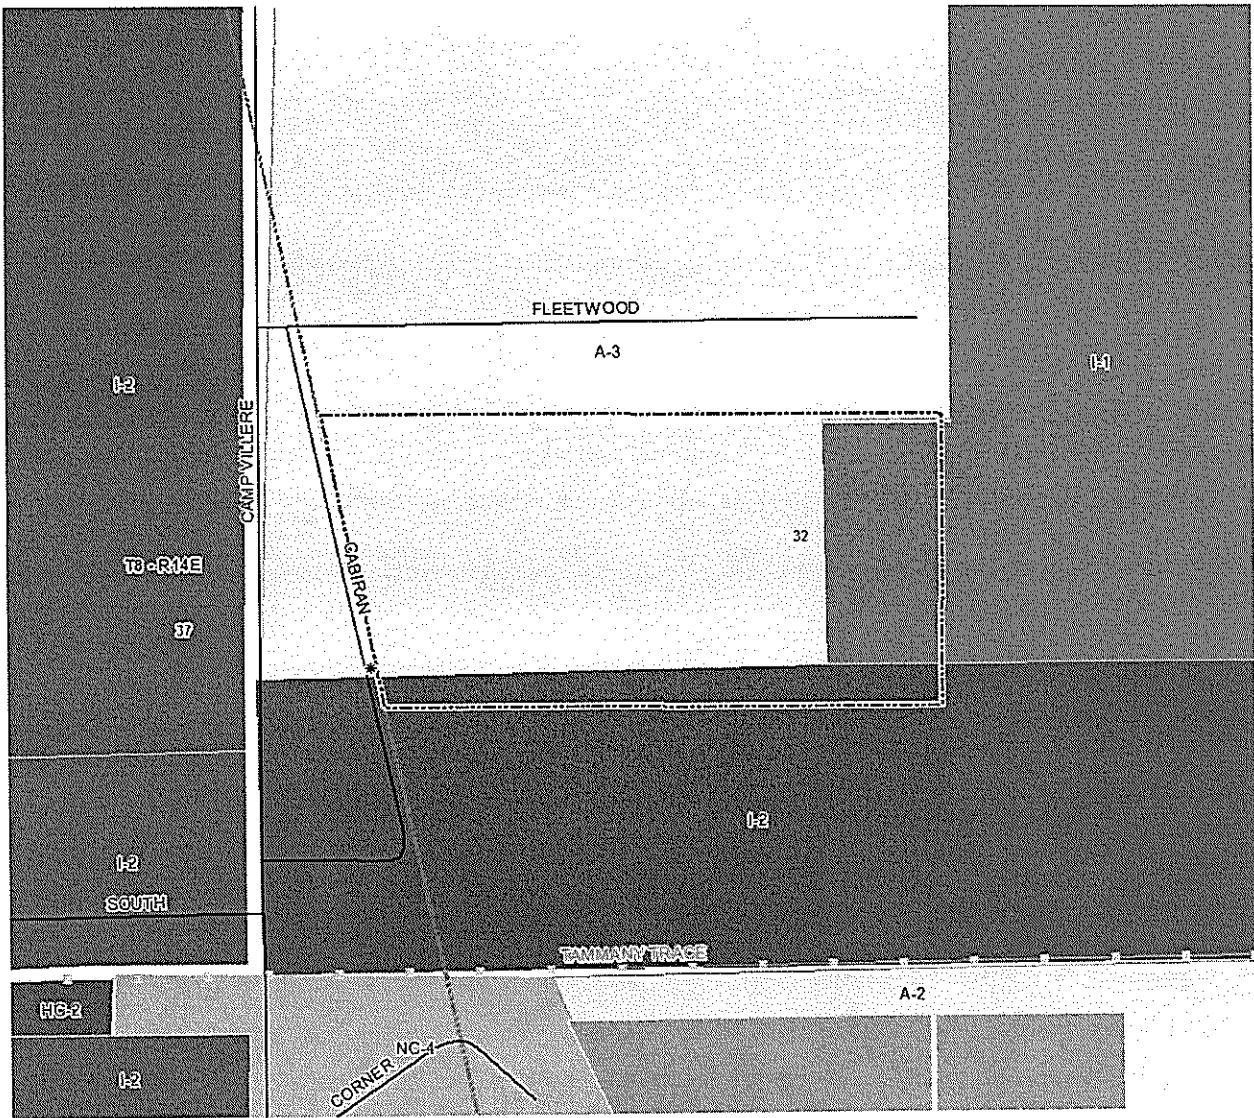 FLEETWOOD
A-3
I-1
I-2
CAMP VILLERE
32
GABIRAN
T8 - R14E
37
*
I-2
I-2
SOUTH
TAMMANY TRACE
A-2
HC-2
NC-4
CORNER
I-2